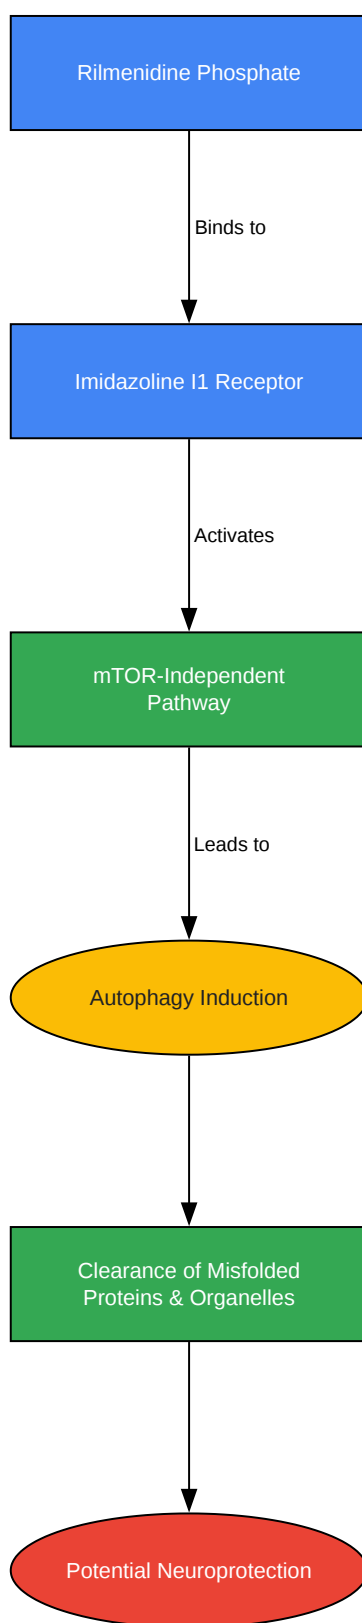 Rilmenidine Phosphate
Binds to
Imidazoline I1 Receptor
Activates
mTOR-Independent
Pathway
Leads to
Autophagy Induction
Clearance of Misfolded
Proteins & Organelles
Potential Neuroprotection